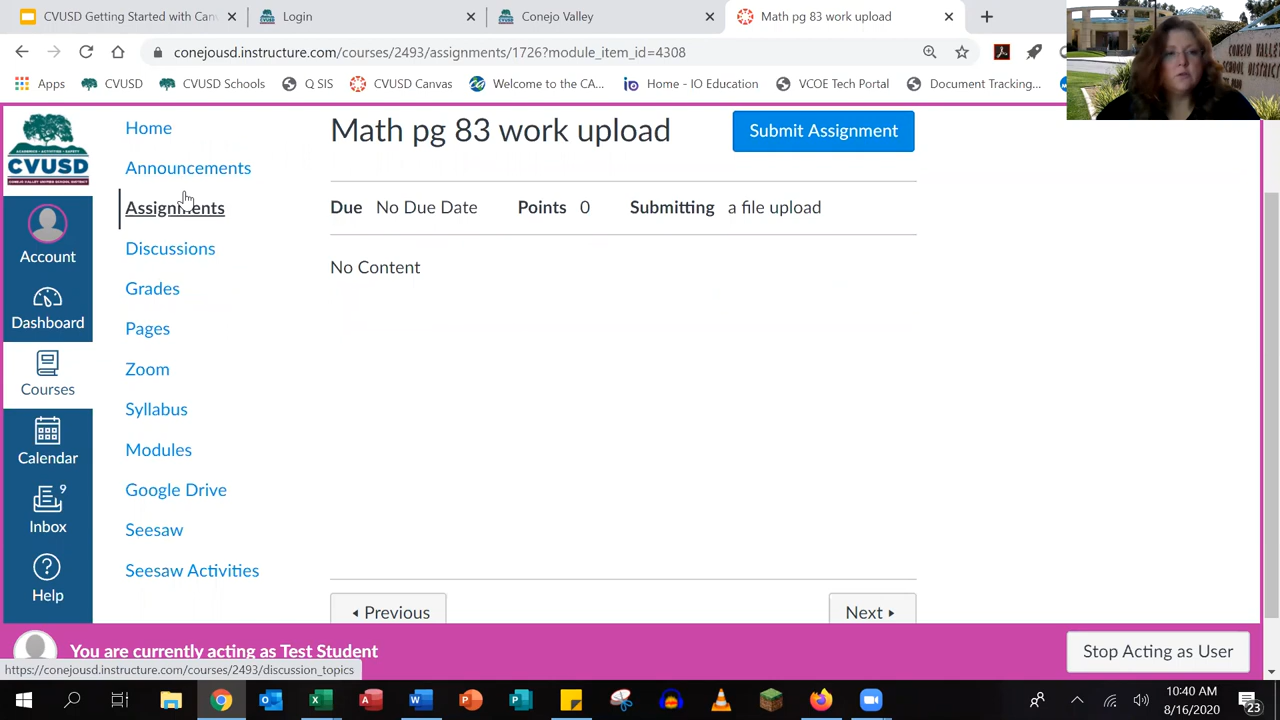 CVUSD Getting Started with Can
Login
Conejo Valley
Math pg 83 work upload
conejousd.instructure.com/courses/2493/assignments/1726?module_item_id=4308
Apps
CVUSD
CVUSD Schools
Q SIS
CVUSD Canvas
Welcome to the CA...
Home - IO Education
VCOE Tech Portal
Document Tracking...
CONEJO VALLEY
SCHOOL DISTRICT
CVUSD
Account
Dashboard
Courses
Calendar
9
Inbox
Help
Home
Announcements
Assignments
Discussions
Grades
Pages
Zoom
Syllabus
Modules
Google Drive
Seesaw
Seesaw Activities
Math pg 83 work upload
Submit Assignment
Due No Due Date Points 0 Submitting a file upload
No Content
Previous
Next
You are currently acting as Test Student
Stop Acting as User
https://conejousd.instructure.com/courses/2493/discussion_topics
10:40 AM
8/16/2020
23